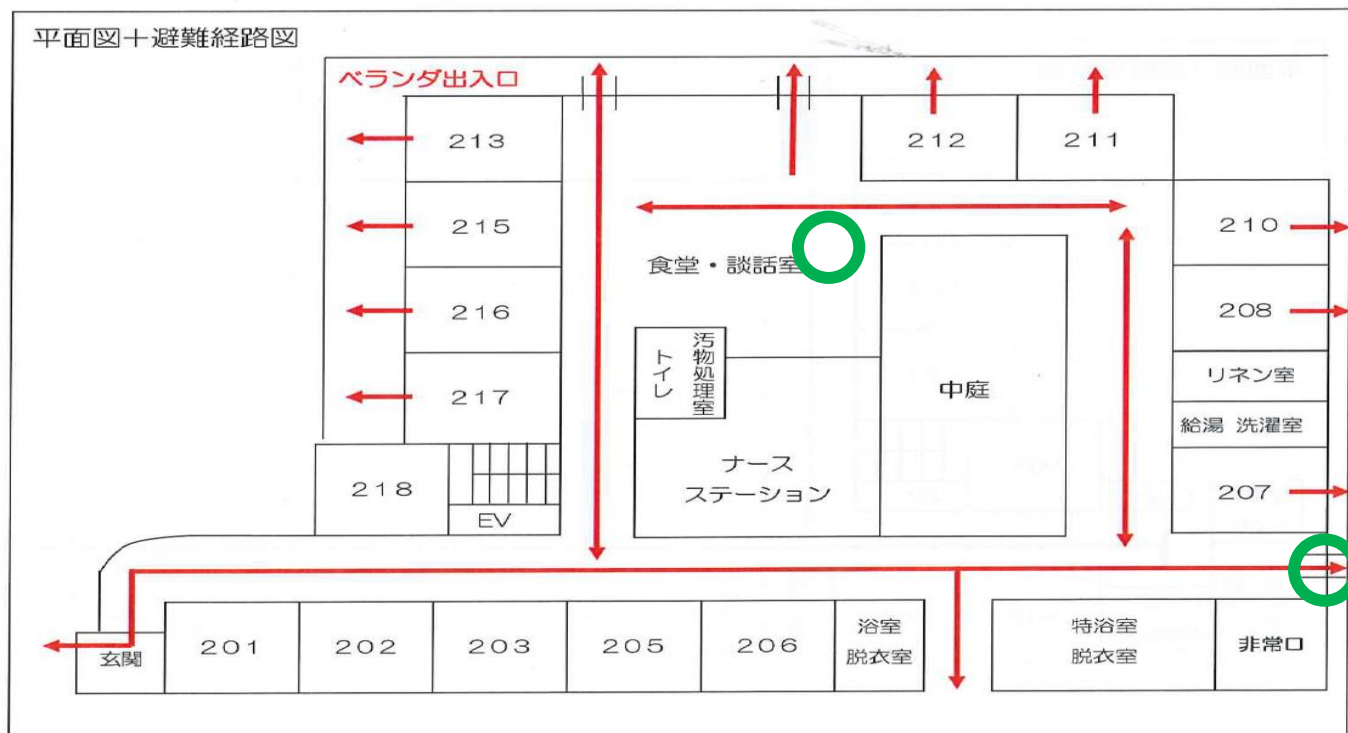 平面図＋避難経路図
ベランダ出入口
213
212
211
215
210
食堂・談話室
216
208
トイレ
汚物処理室
リネン室
217
中庭
給湯 洗濯室
ナース
ステーション
218
207
EV
玄関
201
202
203
205
206
浴室
脱衣室
特浴室
脱衣室
非常口